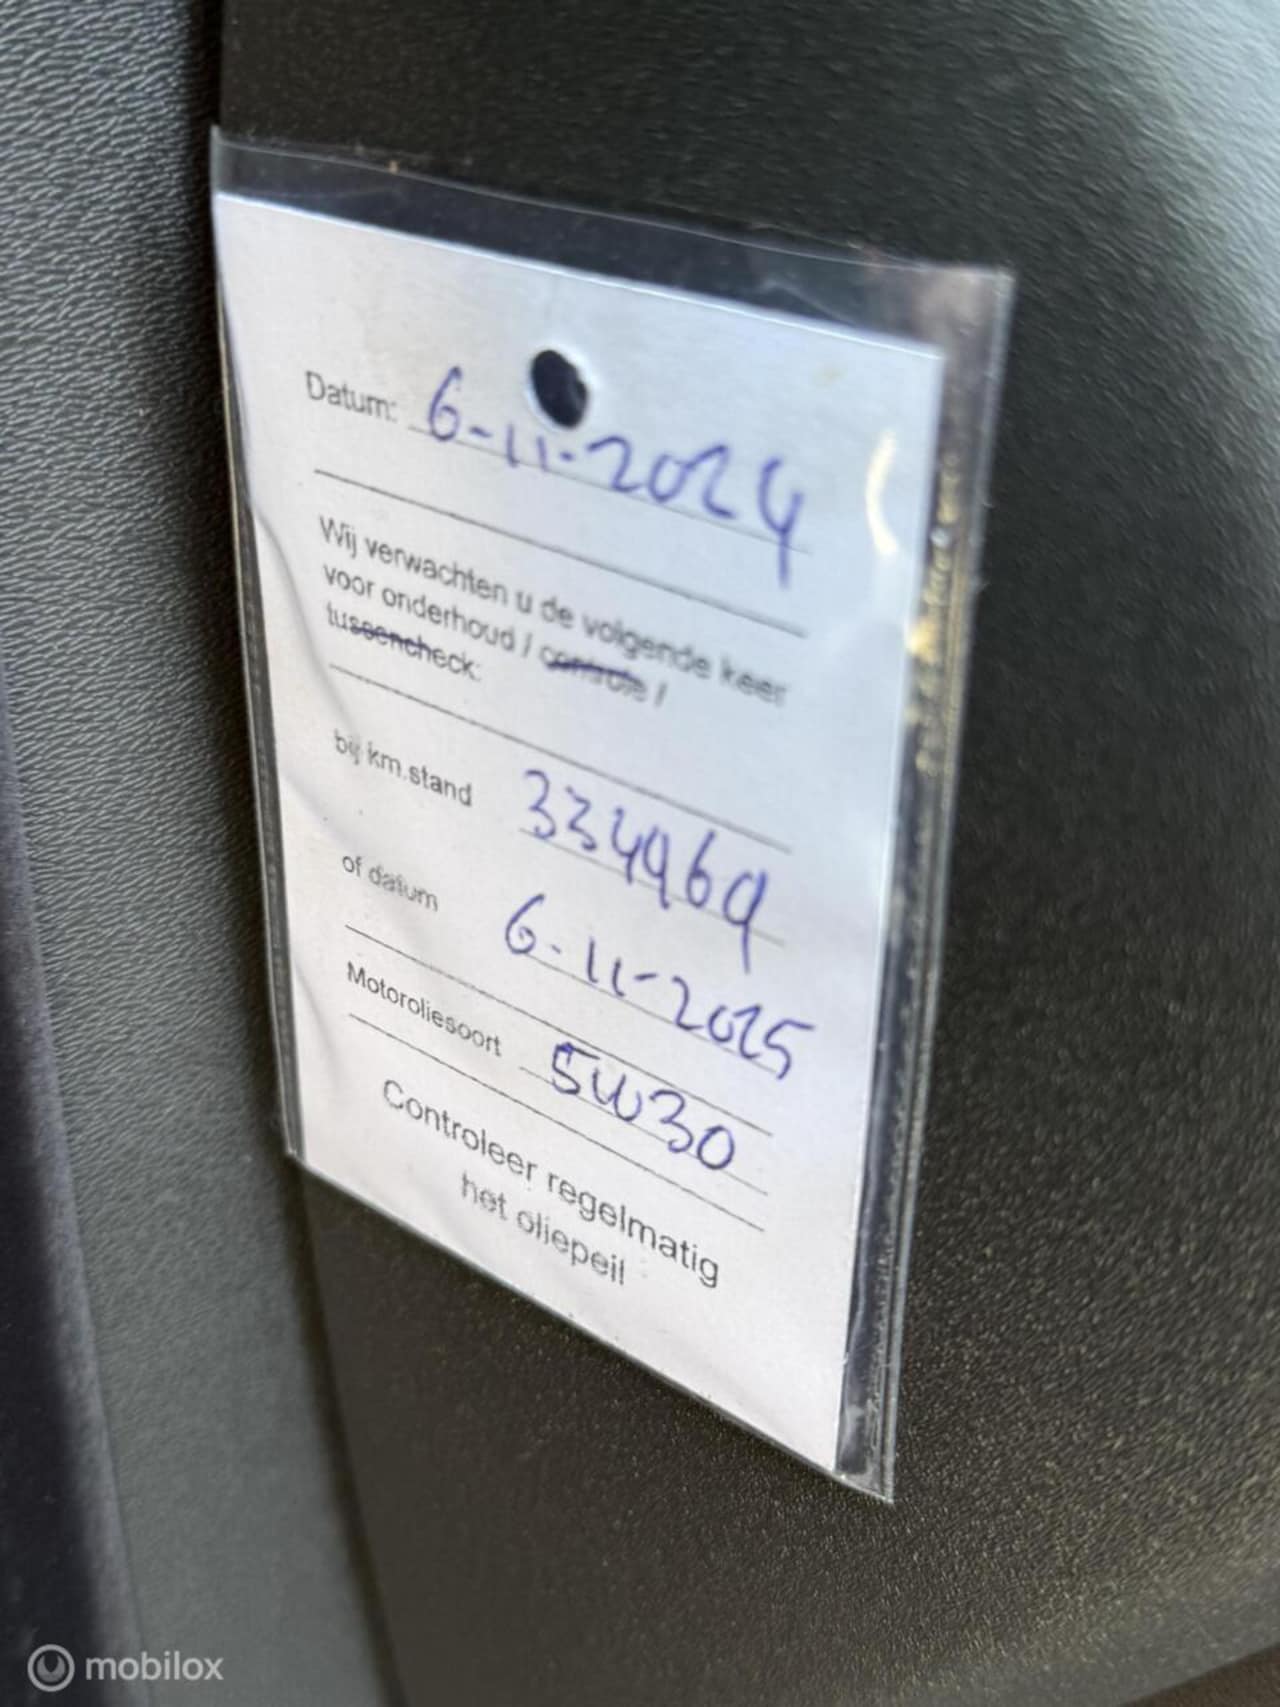 Datum: 6-11-2024
Wij verwachten u de volgende keer
voor onderhoud / controle /
tussencheck:
bij km.stand 334969
of datum 6-11-2025
Motoroliesoort 5W30
Controleer regelmatig
het oliepeil
mobilox